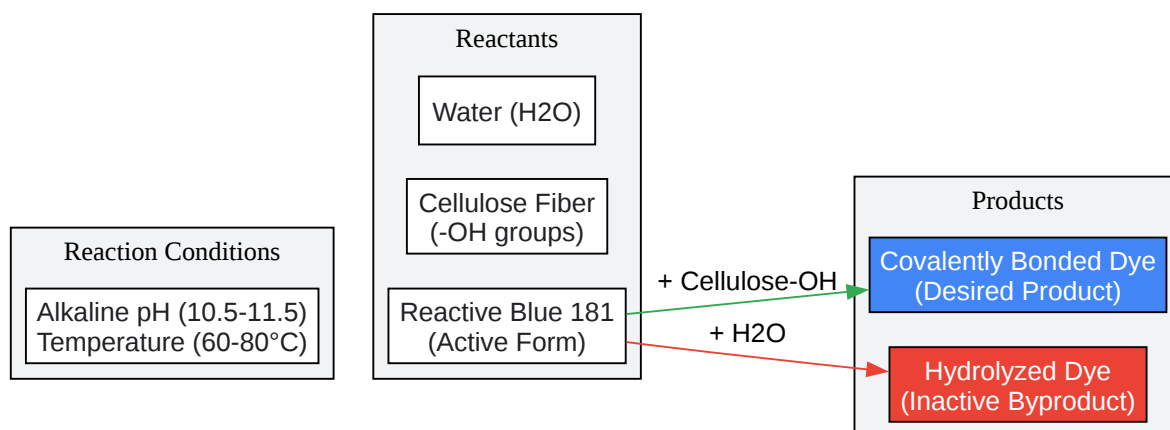 Reaction Conditions
Alkaline pH (10.5-11.5)
Temperature (60-80°C)
Reactants
Water (H2O)
Cellulose Fiber
(-OH groups)
Reactive Blue 181
(Active Form)
+ Cellulose-OH
+ H2O
Products
Covalently Bonded Dye
(Desired Product)
Hydrolyzed Dye
(Inactive Byproduct)